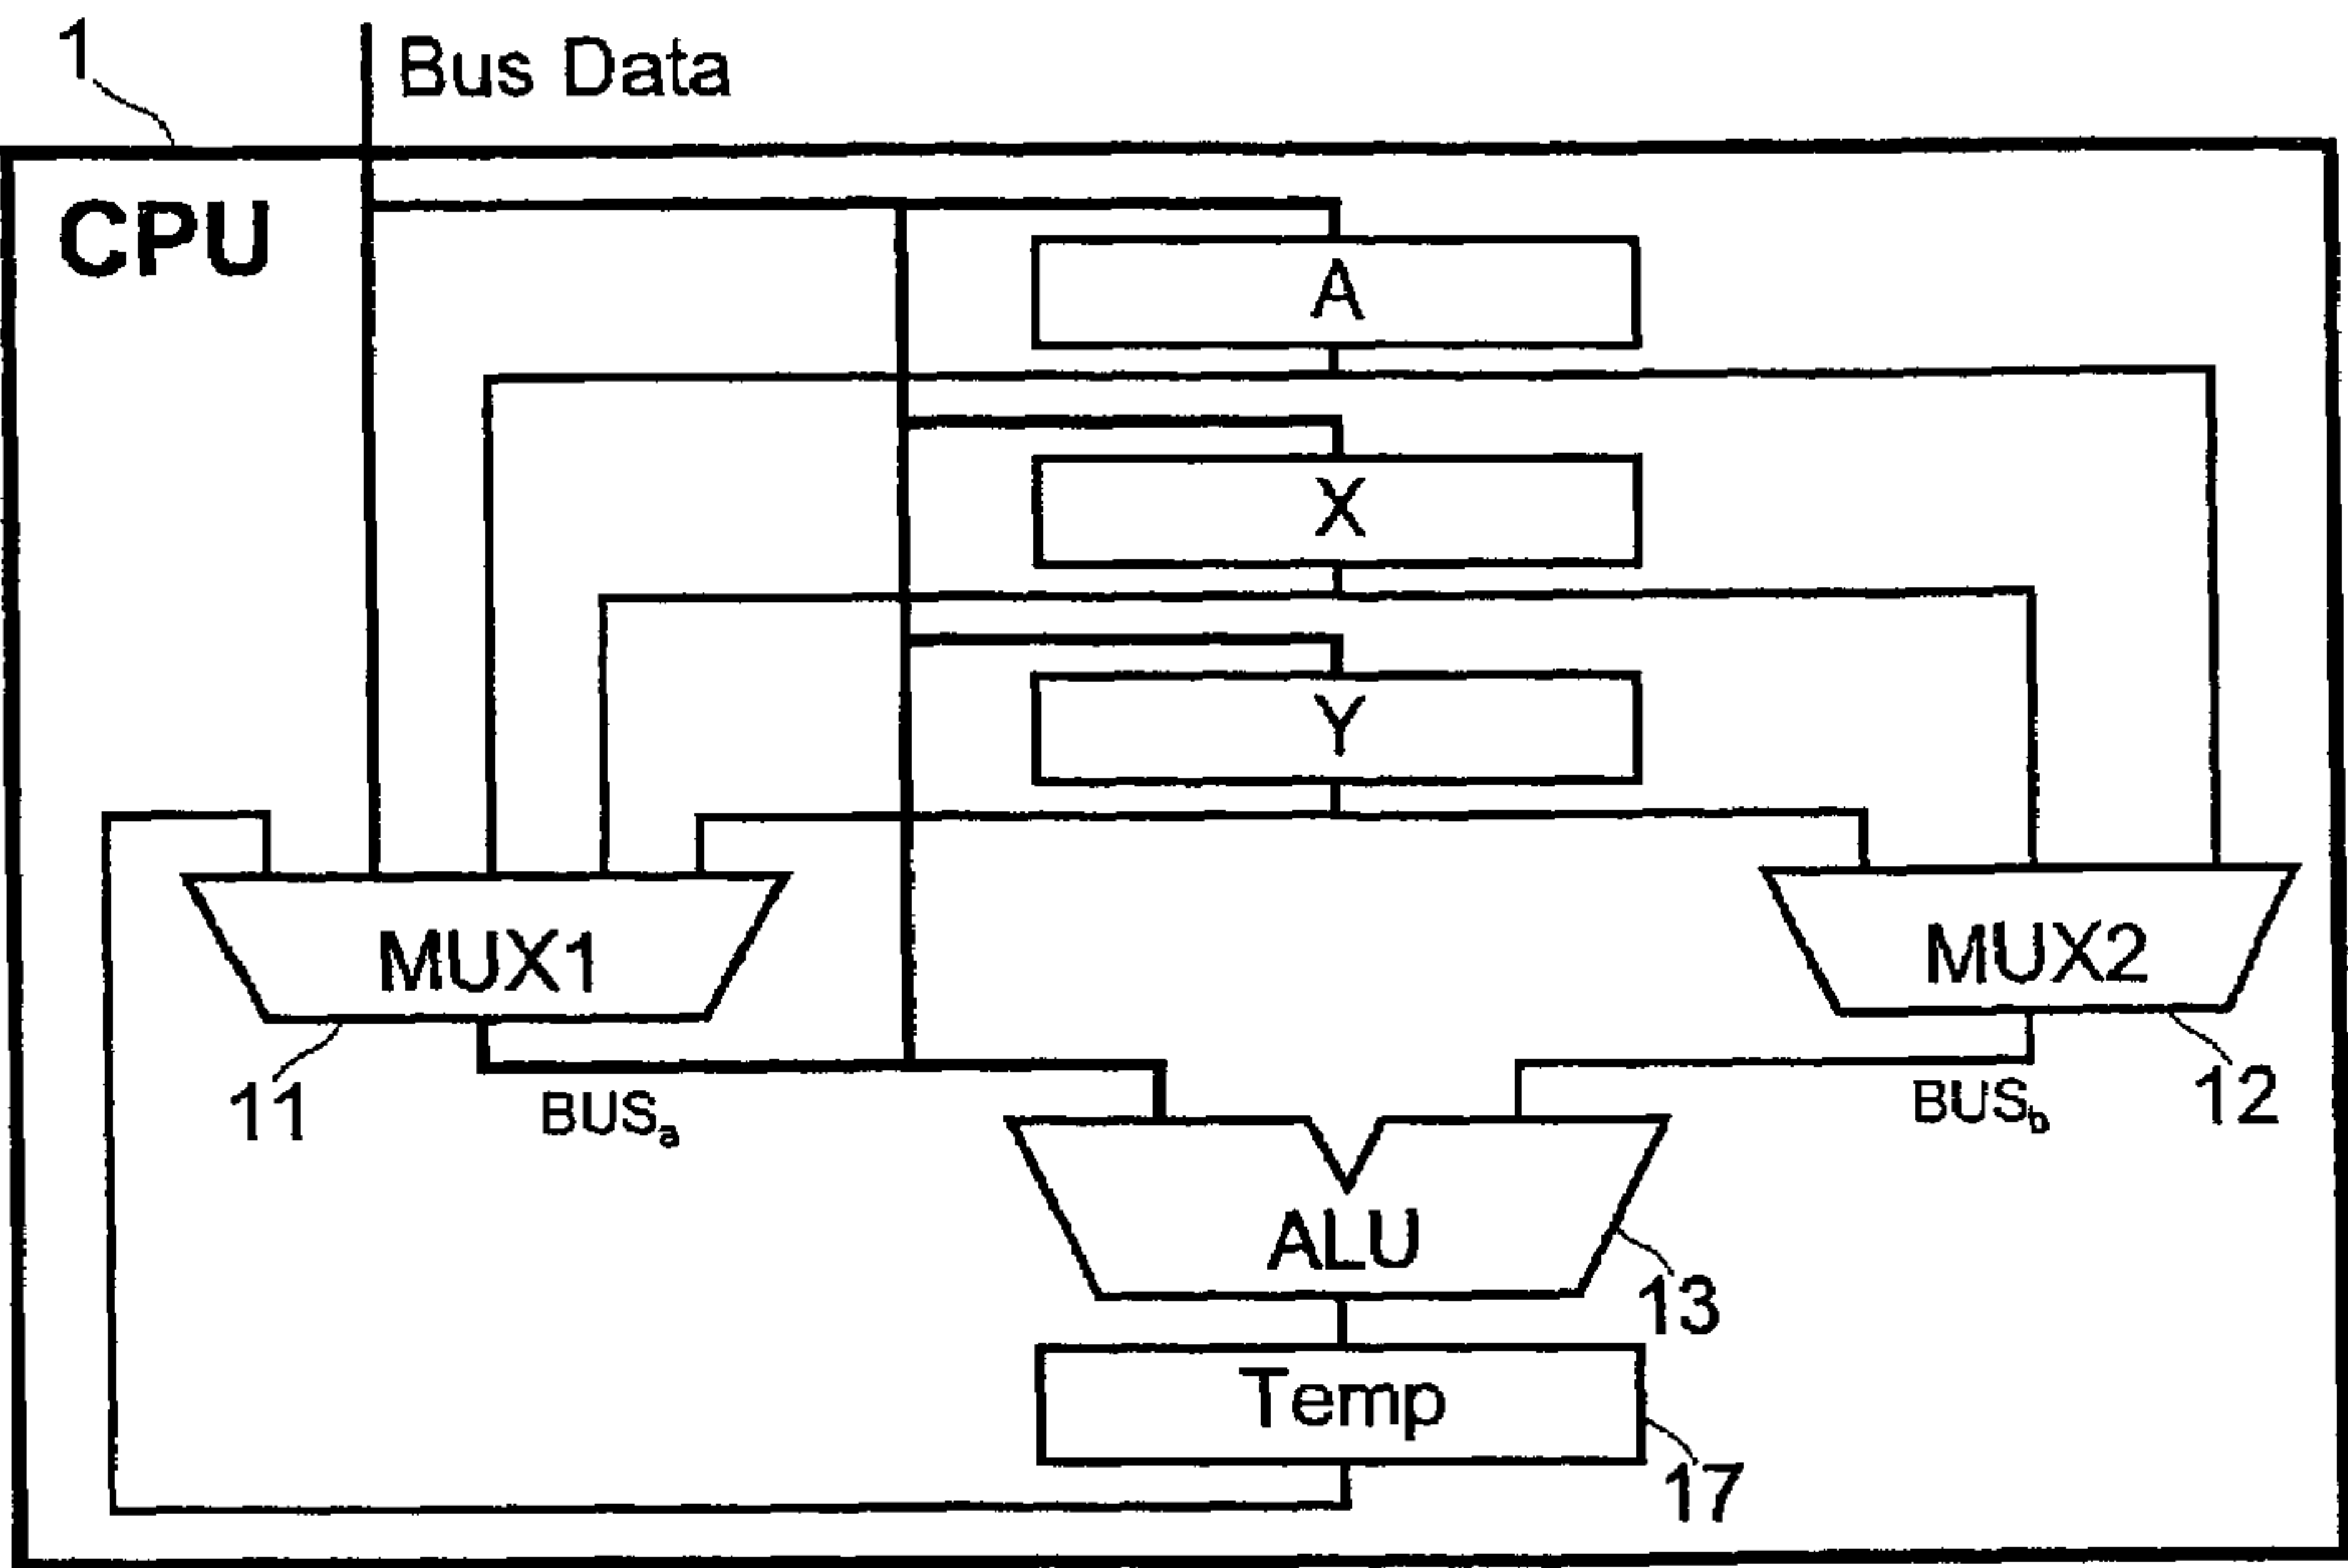 1
Bus Data
CPU
A
X
Y
MUX1
MUX2
11
BUSa
BUSb
12
ALU
13
Temp
17